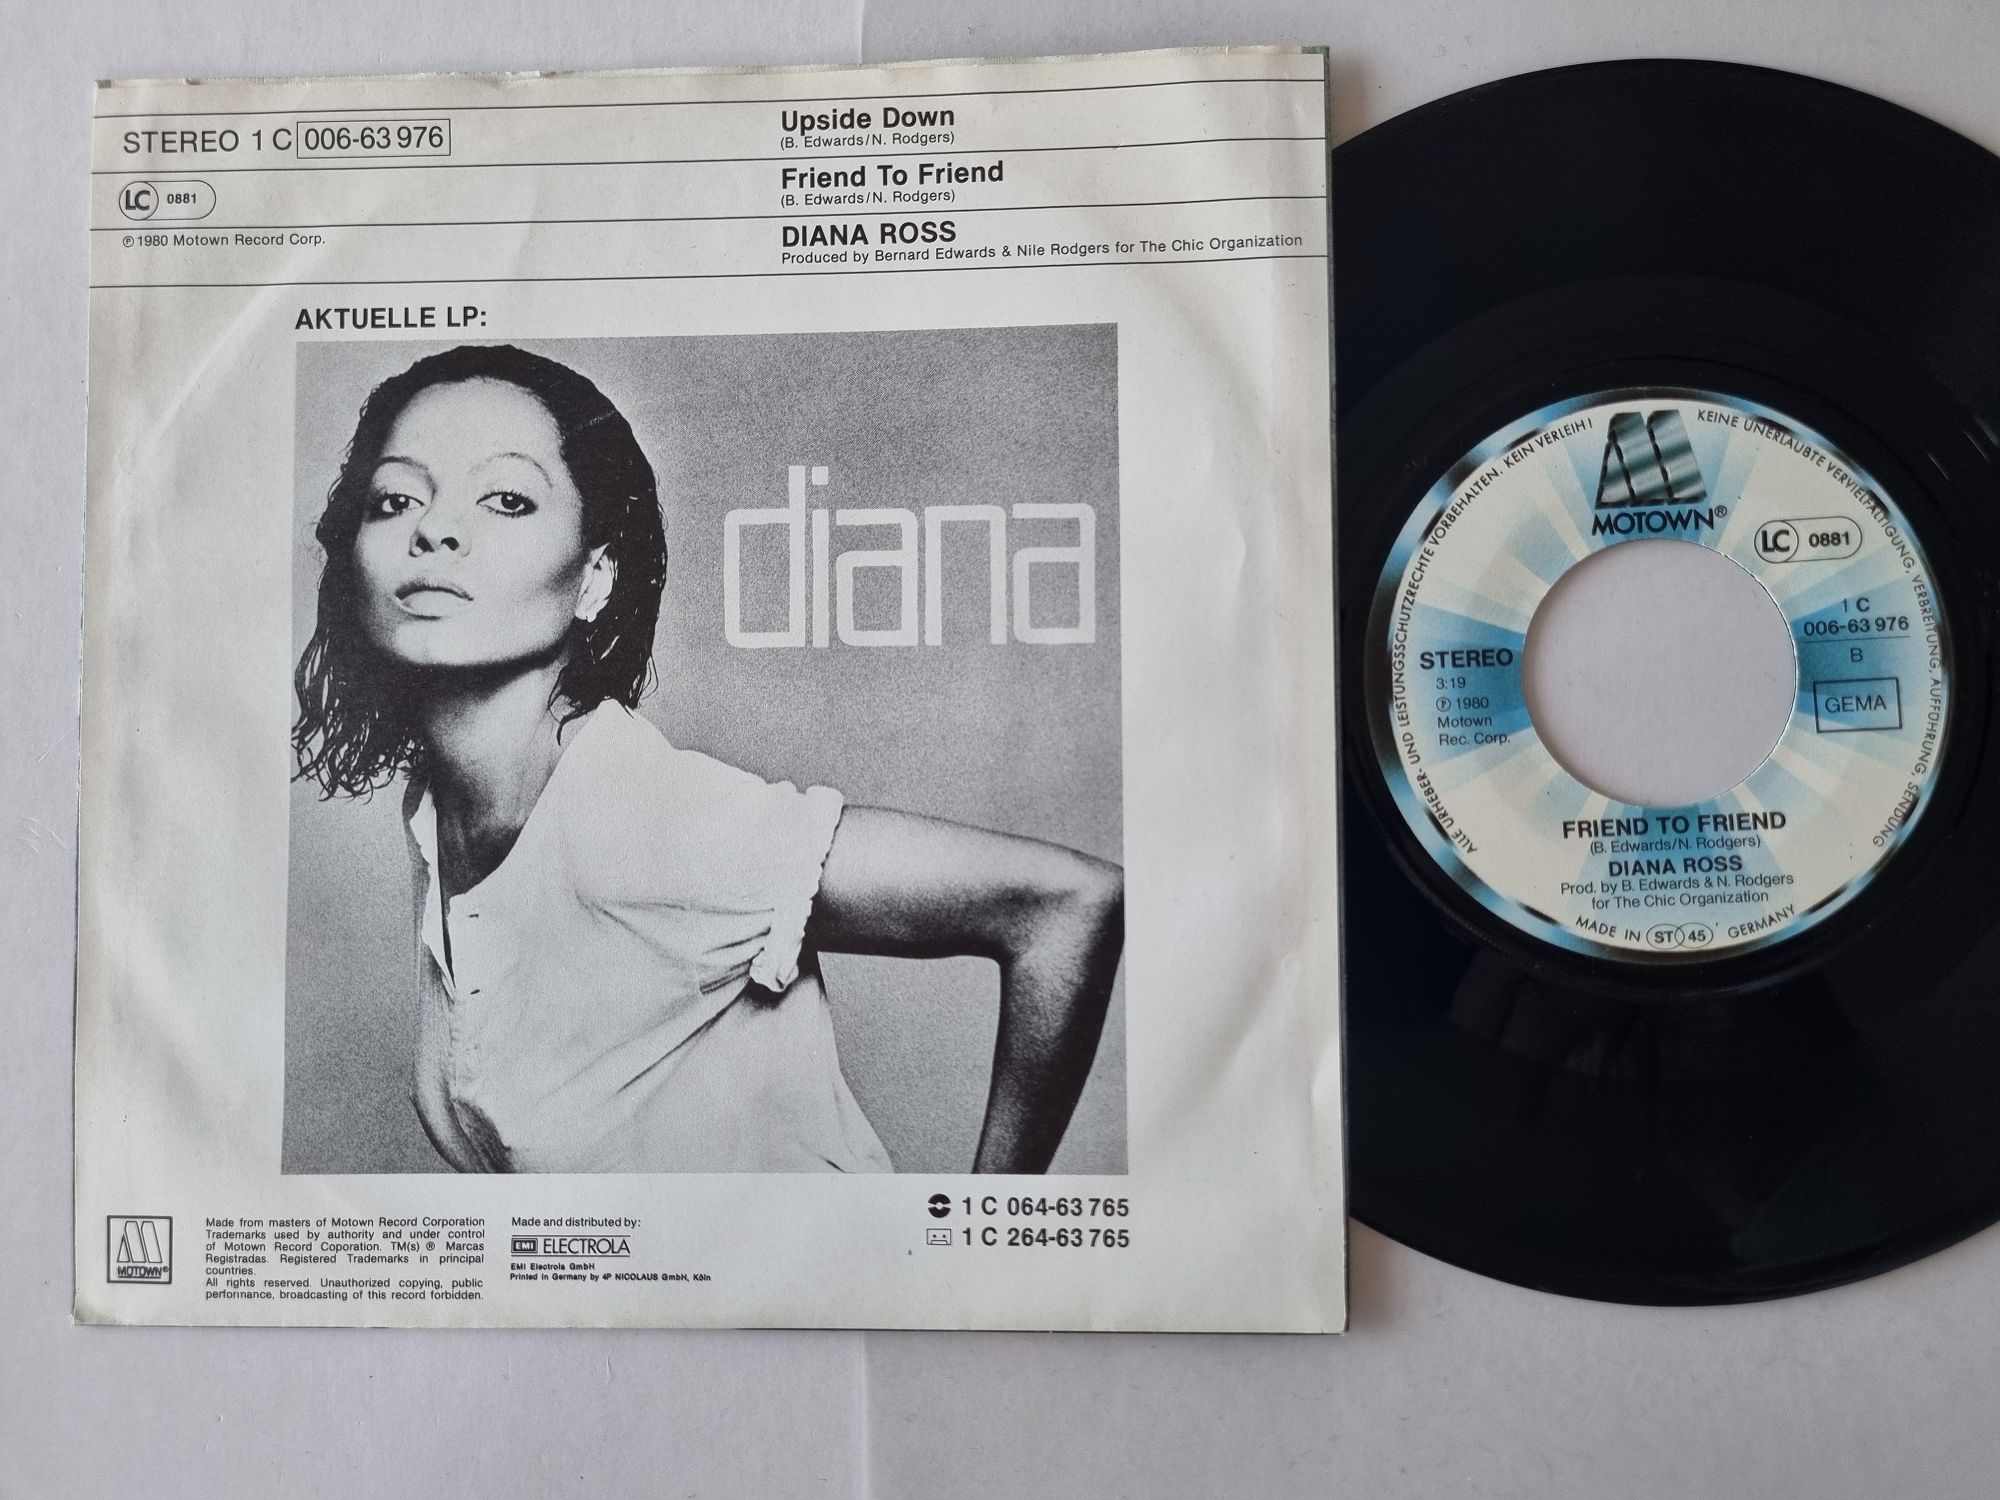 STEREO 1 C 006-63 976
LC 0881
℗ 1980 Motown Record Corp.
Upside Down
(B. Edwards/N. Rodgers)
Friend To Friend
(B. Edwards/N. Rodgers)
DIANA ROSS
Produced by Bernard Edwards & Nile Rodgers for The Chic Organization
AKTUELLE LP:
diana
1 C 064-63 765
1 C 264-63 765
MOTOWN®
Made from masters of Motown Record Corporation
Trademarks used by authority and under control
of Motown Record Coporation. TM(s) ® Marcas
Registradas. Registered Trademarks in principal
countries.
All rights reserved. Unauthorized copying, public
performance, broadcasting of this record forbidden.
Made and distributed by:
EMI ELECTROLA
EMI Electrola GmbH
Printed in Germany by 4P NICOLAUS GmbH, Köln
ALLE URHEBER- UND LEISTUNGSSCHUTZRECHTE VORBEHALTEN. KEIN VERLEIH!
KEINE UNERLAUBTE VERVIELFÄLTIGUNG, VERBREITUNG, AUFFÜHRUNG, SENDUNG
MOTOWN®
LC 0881
1 C
006-63 976
B
GEMA
STEREO
3:19
℗ 1980
Motown
Rec. Corp.
FRIEND TO FRIEND
(B. Edwards/N. Rodgers)
DIANA ROSS
Prod. by B. Edwards & N. Rodgers
for The Chic Organization
MADE IN ST 45 GERMANY